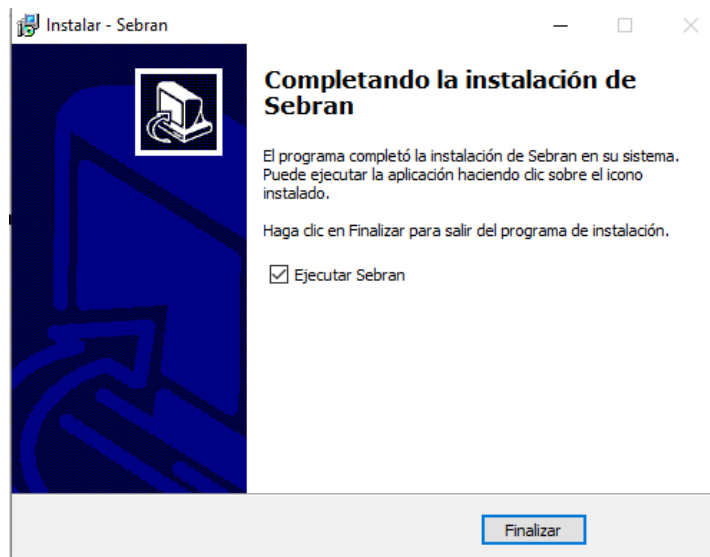 Instalar - Sebran
Completando la instalación de
Sebran
El programa completó la instalación de Sebran en su sistema.
Puede ejecutar la aplicación haciendo clic sobre el icono
instalado.
Haga clic en Finalizar para salir del programa de instalación.
Ejecutar Sebran
Finalizar